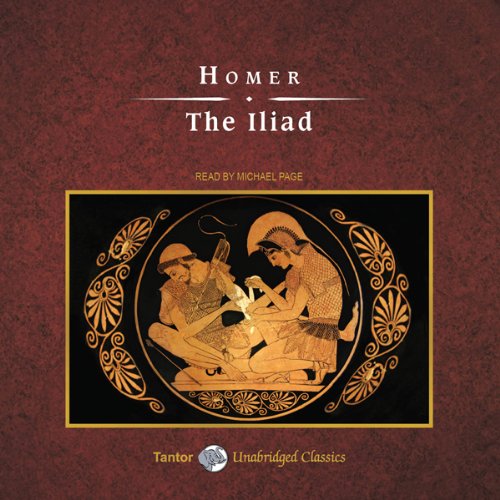 HOMER
The Iliad
READ BY MICHAEL PAGE
Tantor Unabridged Classics